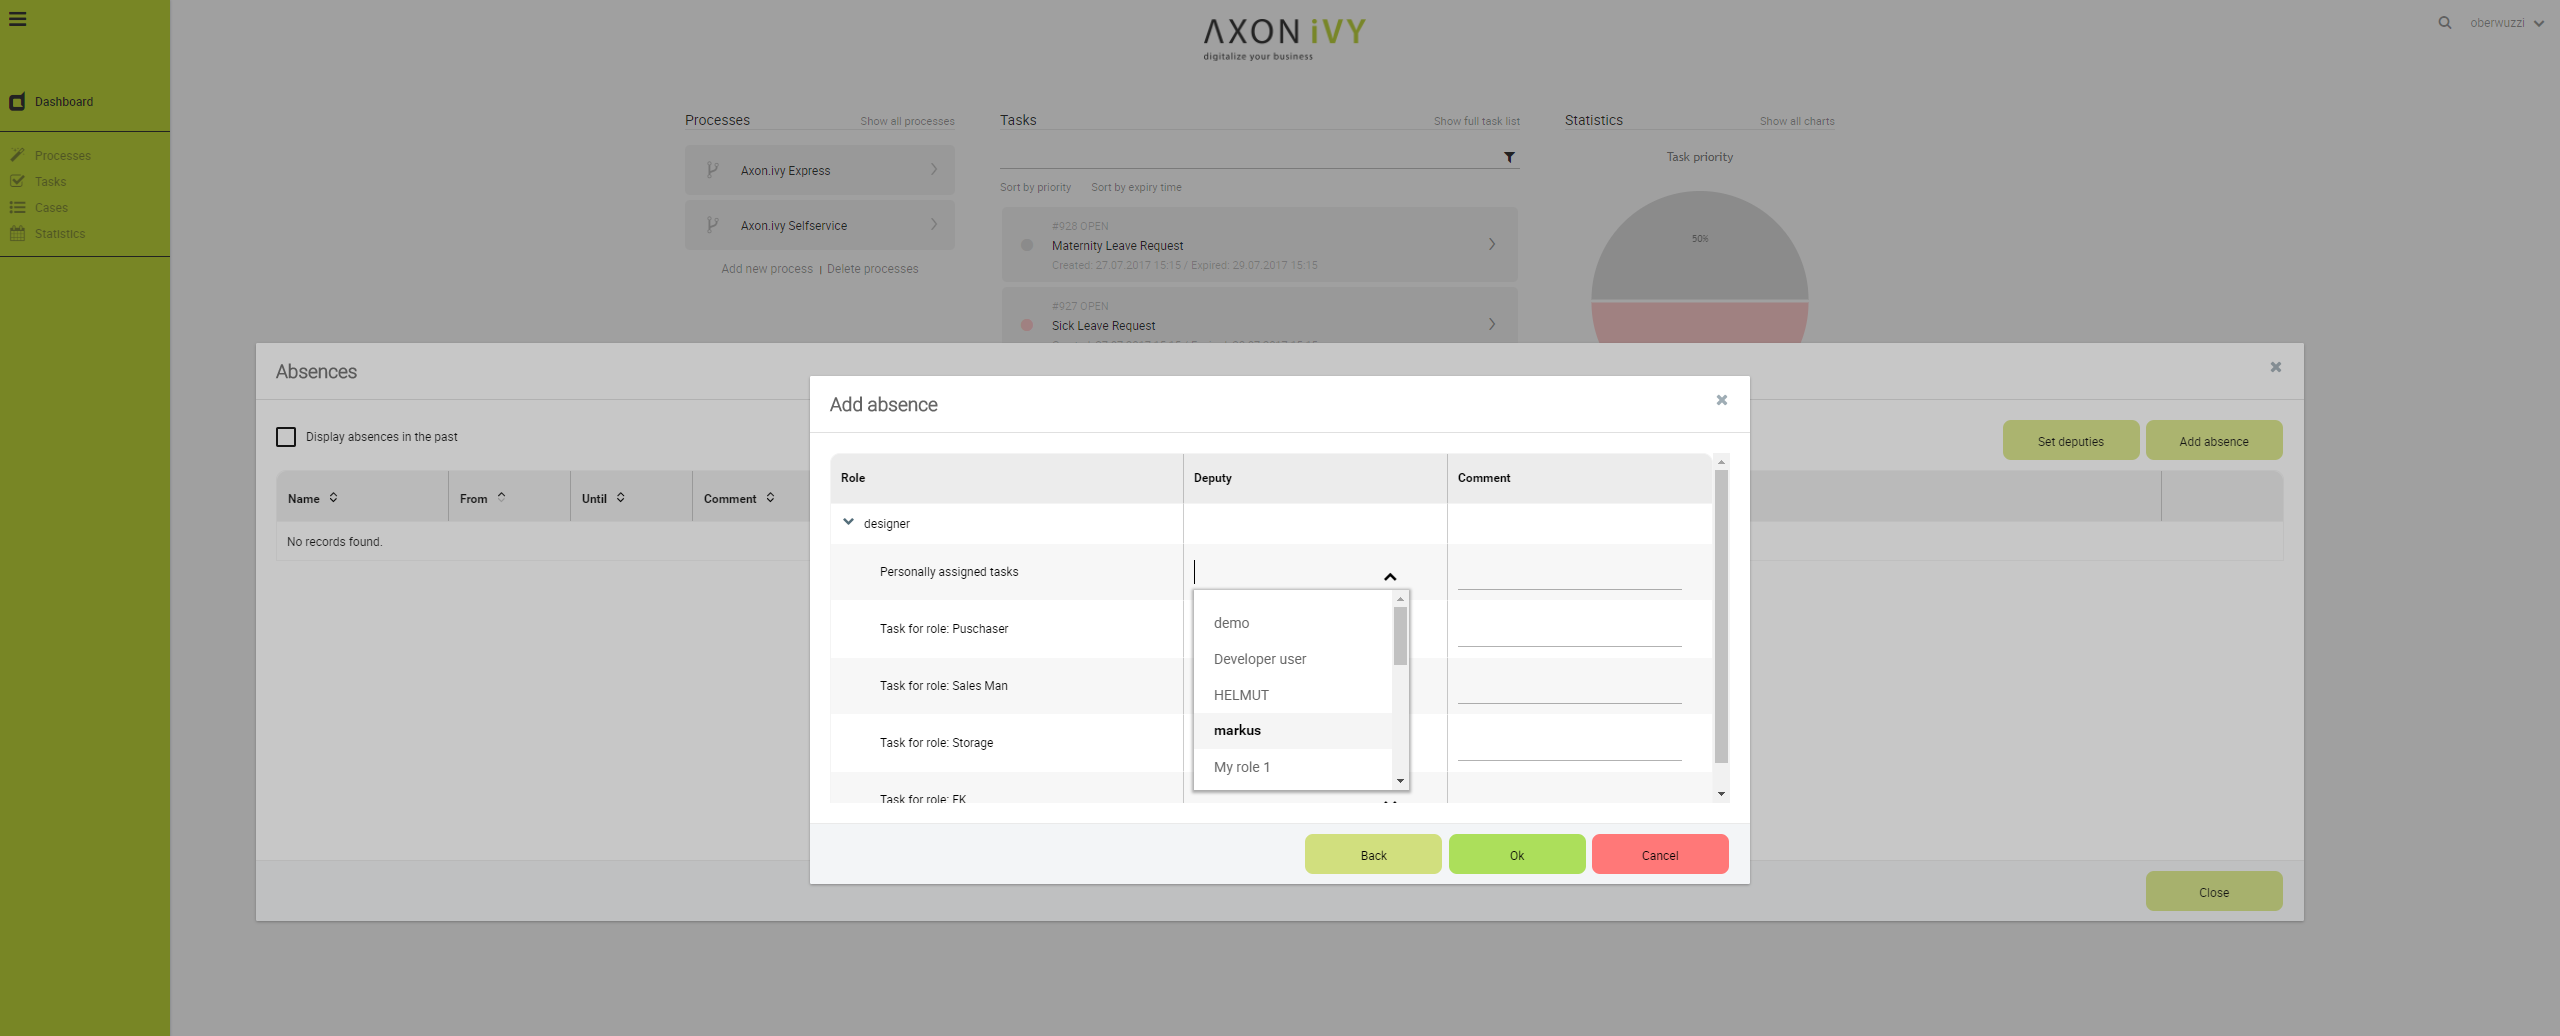 AXON iVY
digitalize your business
oberwuzzi
Dashboard
Processes
Tasks
Cases
Statistics
Processes
Show all processes
Axon.ivy Express
Axon.ivy Selfservice
Add new process | Delete processes
Tasks
Show full task list
Sort by priority
Sort by expiry time
#928 OPEN
Maternity Leave Request
Created: 27.07.2017 15:15 / Expired: 29.07.2017 15:15
#927 OPEN
Sick Leave Request
Statistics
Show all charts
Task priority
50%
Absences
Display absences in the past
Set deputies
Add absence
Name
From
Until
Comment
No records found.
Close
Add absence
Role
Deputy
Comment
designer
Personally assigned tasks
Task for role: Puschaser
Task for role: Sales Man
Task for role: Storage
Task for role: FK
demo
Developer user
HELMUT
markus
My role 1
Back
Ok
Cancel